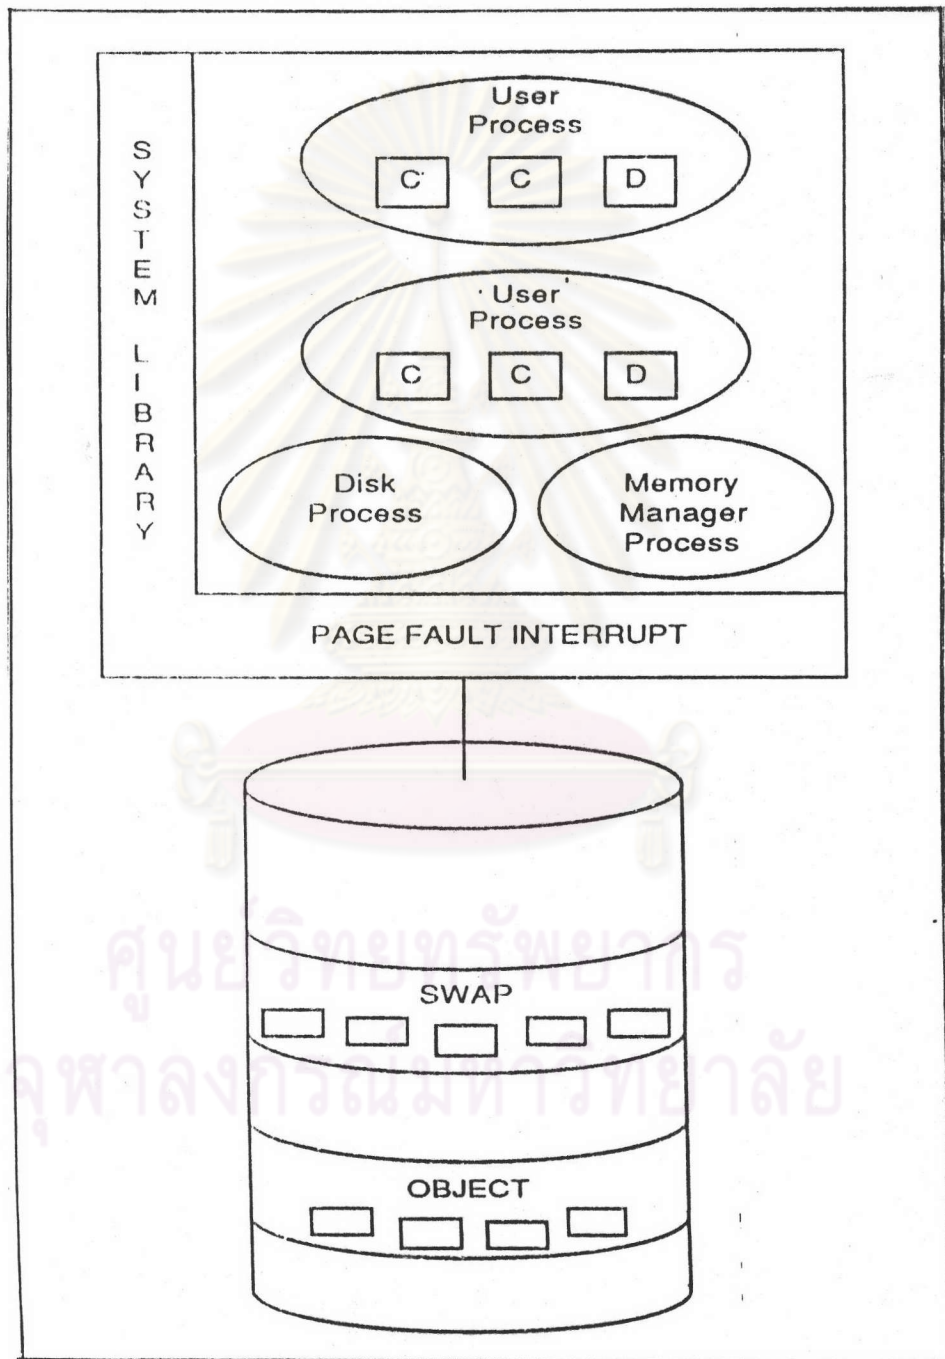 SYSTEM LIBRARY
User
Process
C C D
User
Process
C C D
Disk
Process
Memory
Manager
Process
PAGE FAULT INTERRUPT
SWAP
OBJECT
ศูนย์วิทยทรัพยากร
จุฬาลงกรณ์มหาวิทยาลัย